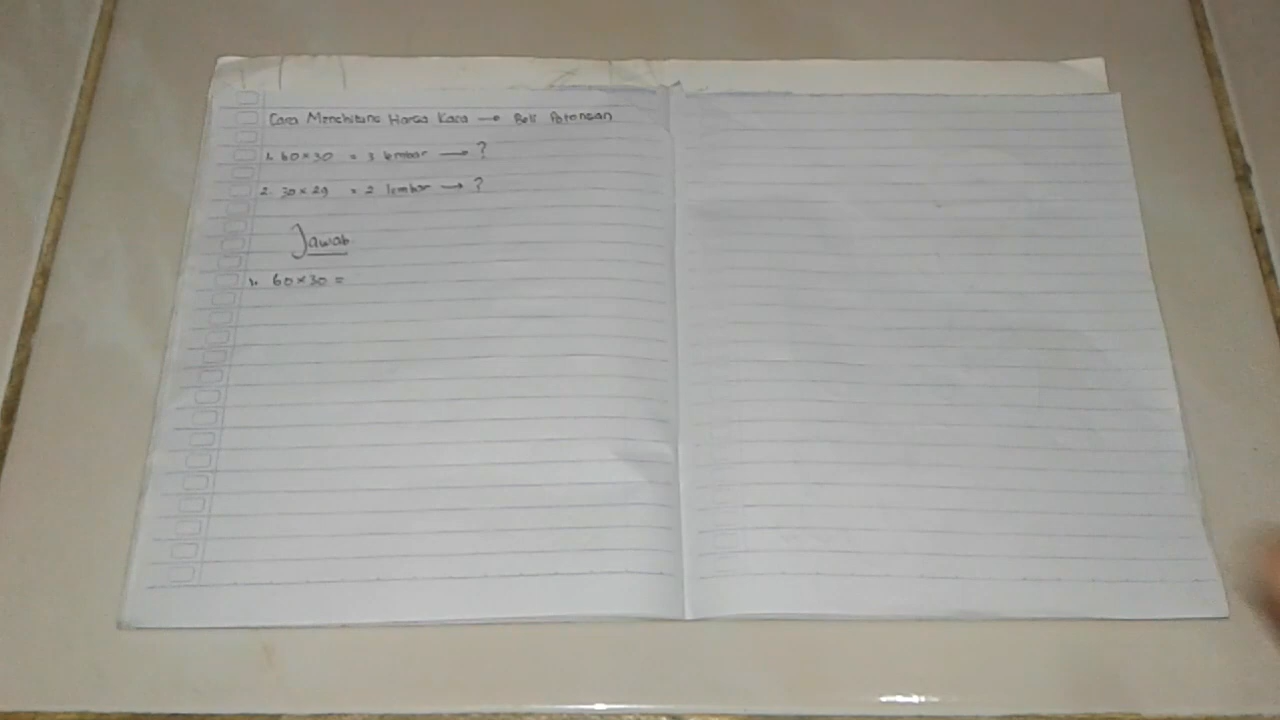 Cara Menghitung Harga Kaca → Beli Potongan
1. 60 x 30 = 3 lembar → ?
2. 30 x 29 = 2 lembar → ?
Jawab
1. 60 x 30 =